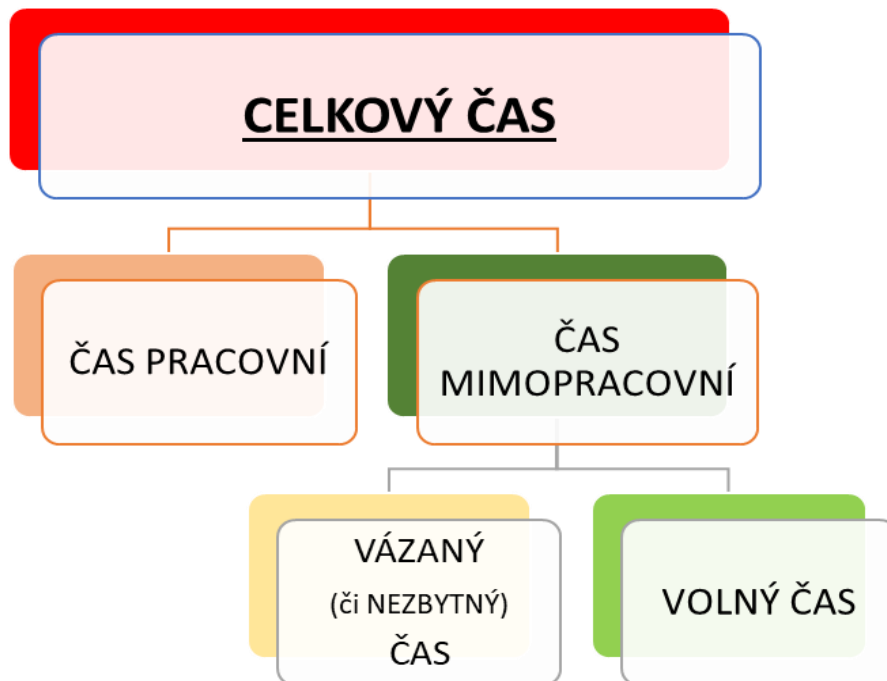 CELKOVÝ ČAS
ČAS PRACOVNÍ
ČAS
MIMOPRACOVNÍ
VÁZANÝ
(či NEZBYTNÝ)
ČAS
VOLNÝ ČAS